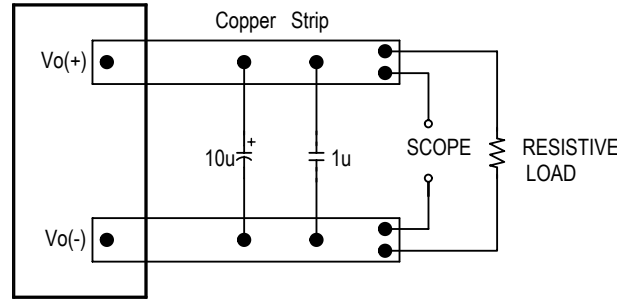 Copper Strip
Vo(+)
+
10u
1u
SCOPE
RESISTIVE
LOAD
Vo(-)